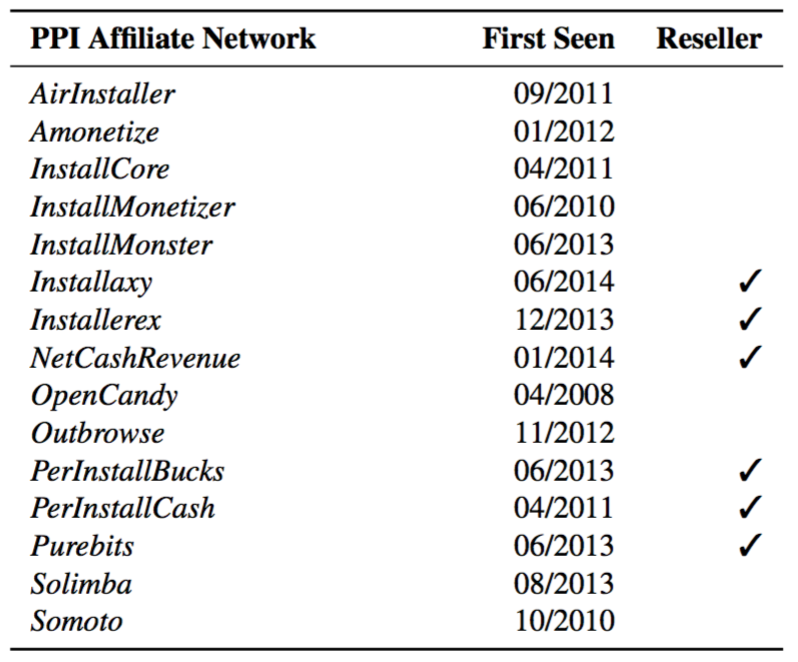 PPI Affiliate Network First Seen Reseller
AirInstaller 09/2011
Amonetize 01/2012
InstallCore 04/2011
InstallMonetizer 06/2010
InstallMonster 06/2013
Installaxy 06/2014 ✓
Installerex 12/2013 ✓
NetCashRevenue 01/2014 ✓
OpenCandy 04/2008
Outbrowse 11/2012
PerInstallBucks 06/2013 ✓
PerInstallCash 04/2011 ✓
Purebits 06/2013 ✓
Solimba 08/2013
Somoto 10/2010